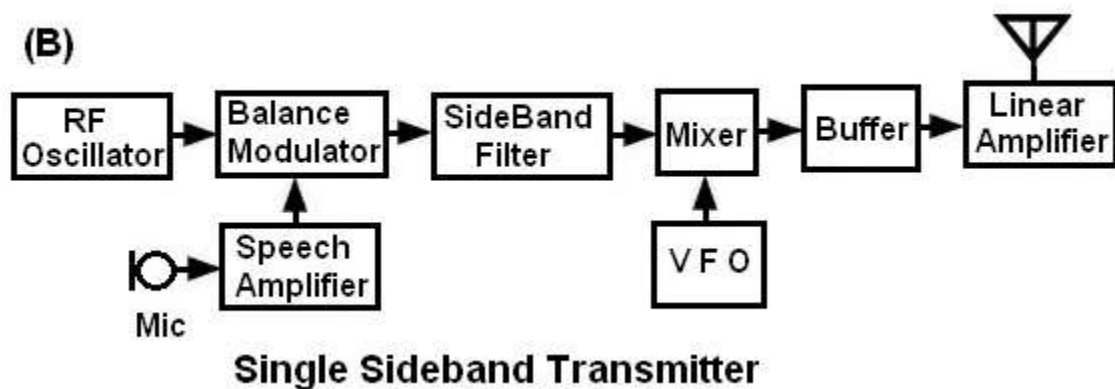 (B)
RF
Oscillator
Balance
Modulator
SideBand
Filter
Mixer
Buffer
Linear
Amplifier
Mic
Speech
Amplifier
V F O
Single Sideband Transmitter